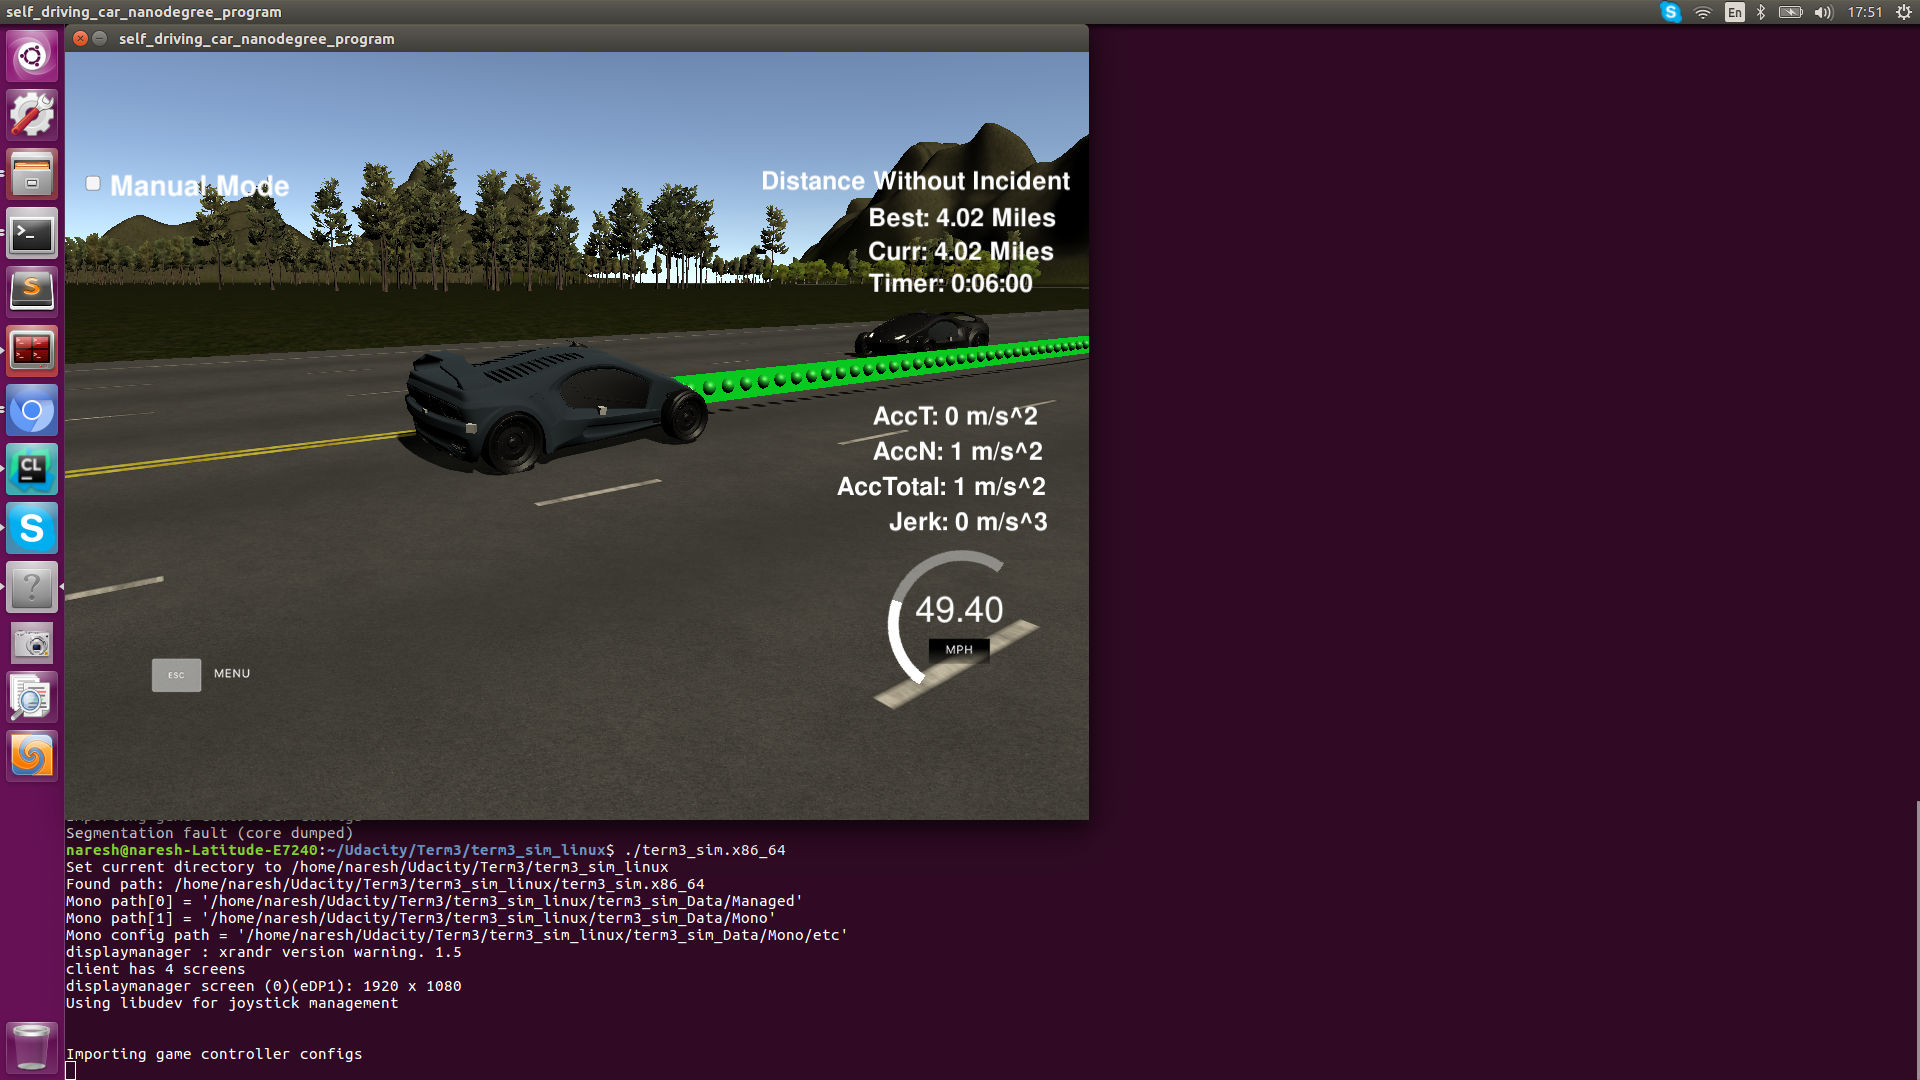 self_driving_car_nanodegree_program
En
17:51
self_driving_car_nanodegree_program
Manual Mode
Distance Without Incident
Best: 4.02 Miles
Curr: 4.02 Miles
Timer: 0:06:00
AccT: 0 m/s^2
AccN: 1 m/s^2
AccTotal: 1 m/s^2
Jerk: 0 m/s^3
49.40
MPH
ESC MENU
CL
Importing game controller configs
Segmentation fault (core dumped)
naresh@naresh-Latitude-E7240:~/Udacity/Term3/term3_sim_linux$ ./term3_sim.x86_64
Set current directory to /home/naresh/Udacity/Term3/term3_sim_linux
Found path: /home/naresh/Udacity/Term3/term3_sim_linux/term3_sim.x86_64
Mono path[0] = '/home/naresh/Udacity/Term3/term3_sim_linux/term3_sim_Data/Managed'
Mono path[1] = '/home/naresh/Udacity/Term3/term3_sim_linux/term3_sim_Data/Mono'
Mono config path = '/home/naresh/Udacity/Term3/term3_sim_linux/term3_sim_Data/Mono/etc'
displaymanager : xrandr version warning. 1.5
client has 4 screens
displaymanager screen (0)(eDP1): 1920 x 1080
Using libudev for joystick management
Importing game controller configs